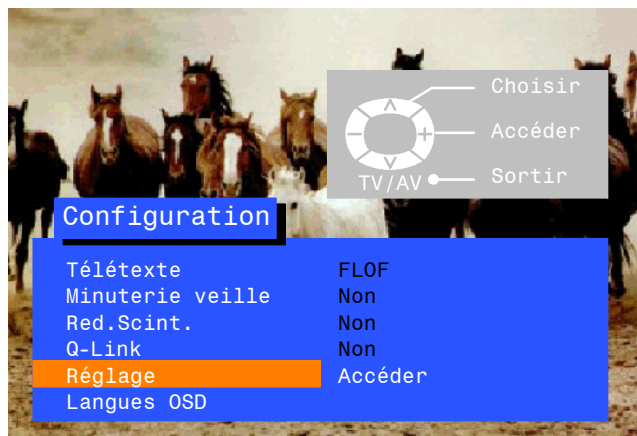 Choisir
Accéder
TV/AV Sortir
Configuration
Télétexte FLOF
Minuterie veille Non
Red.Scint. Non
Q-Link Non
Réglage Accéder
Langues OSD